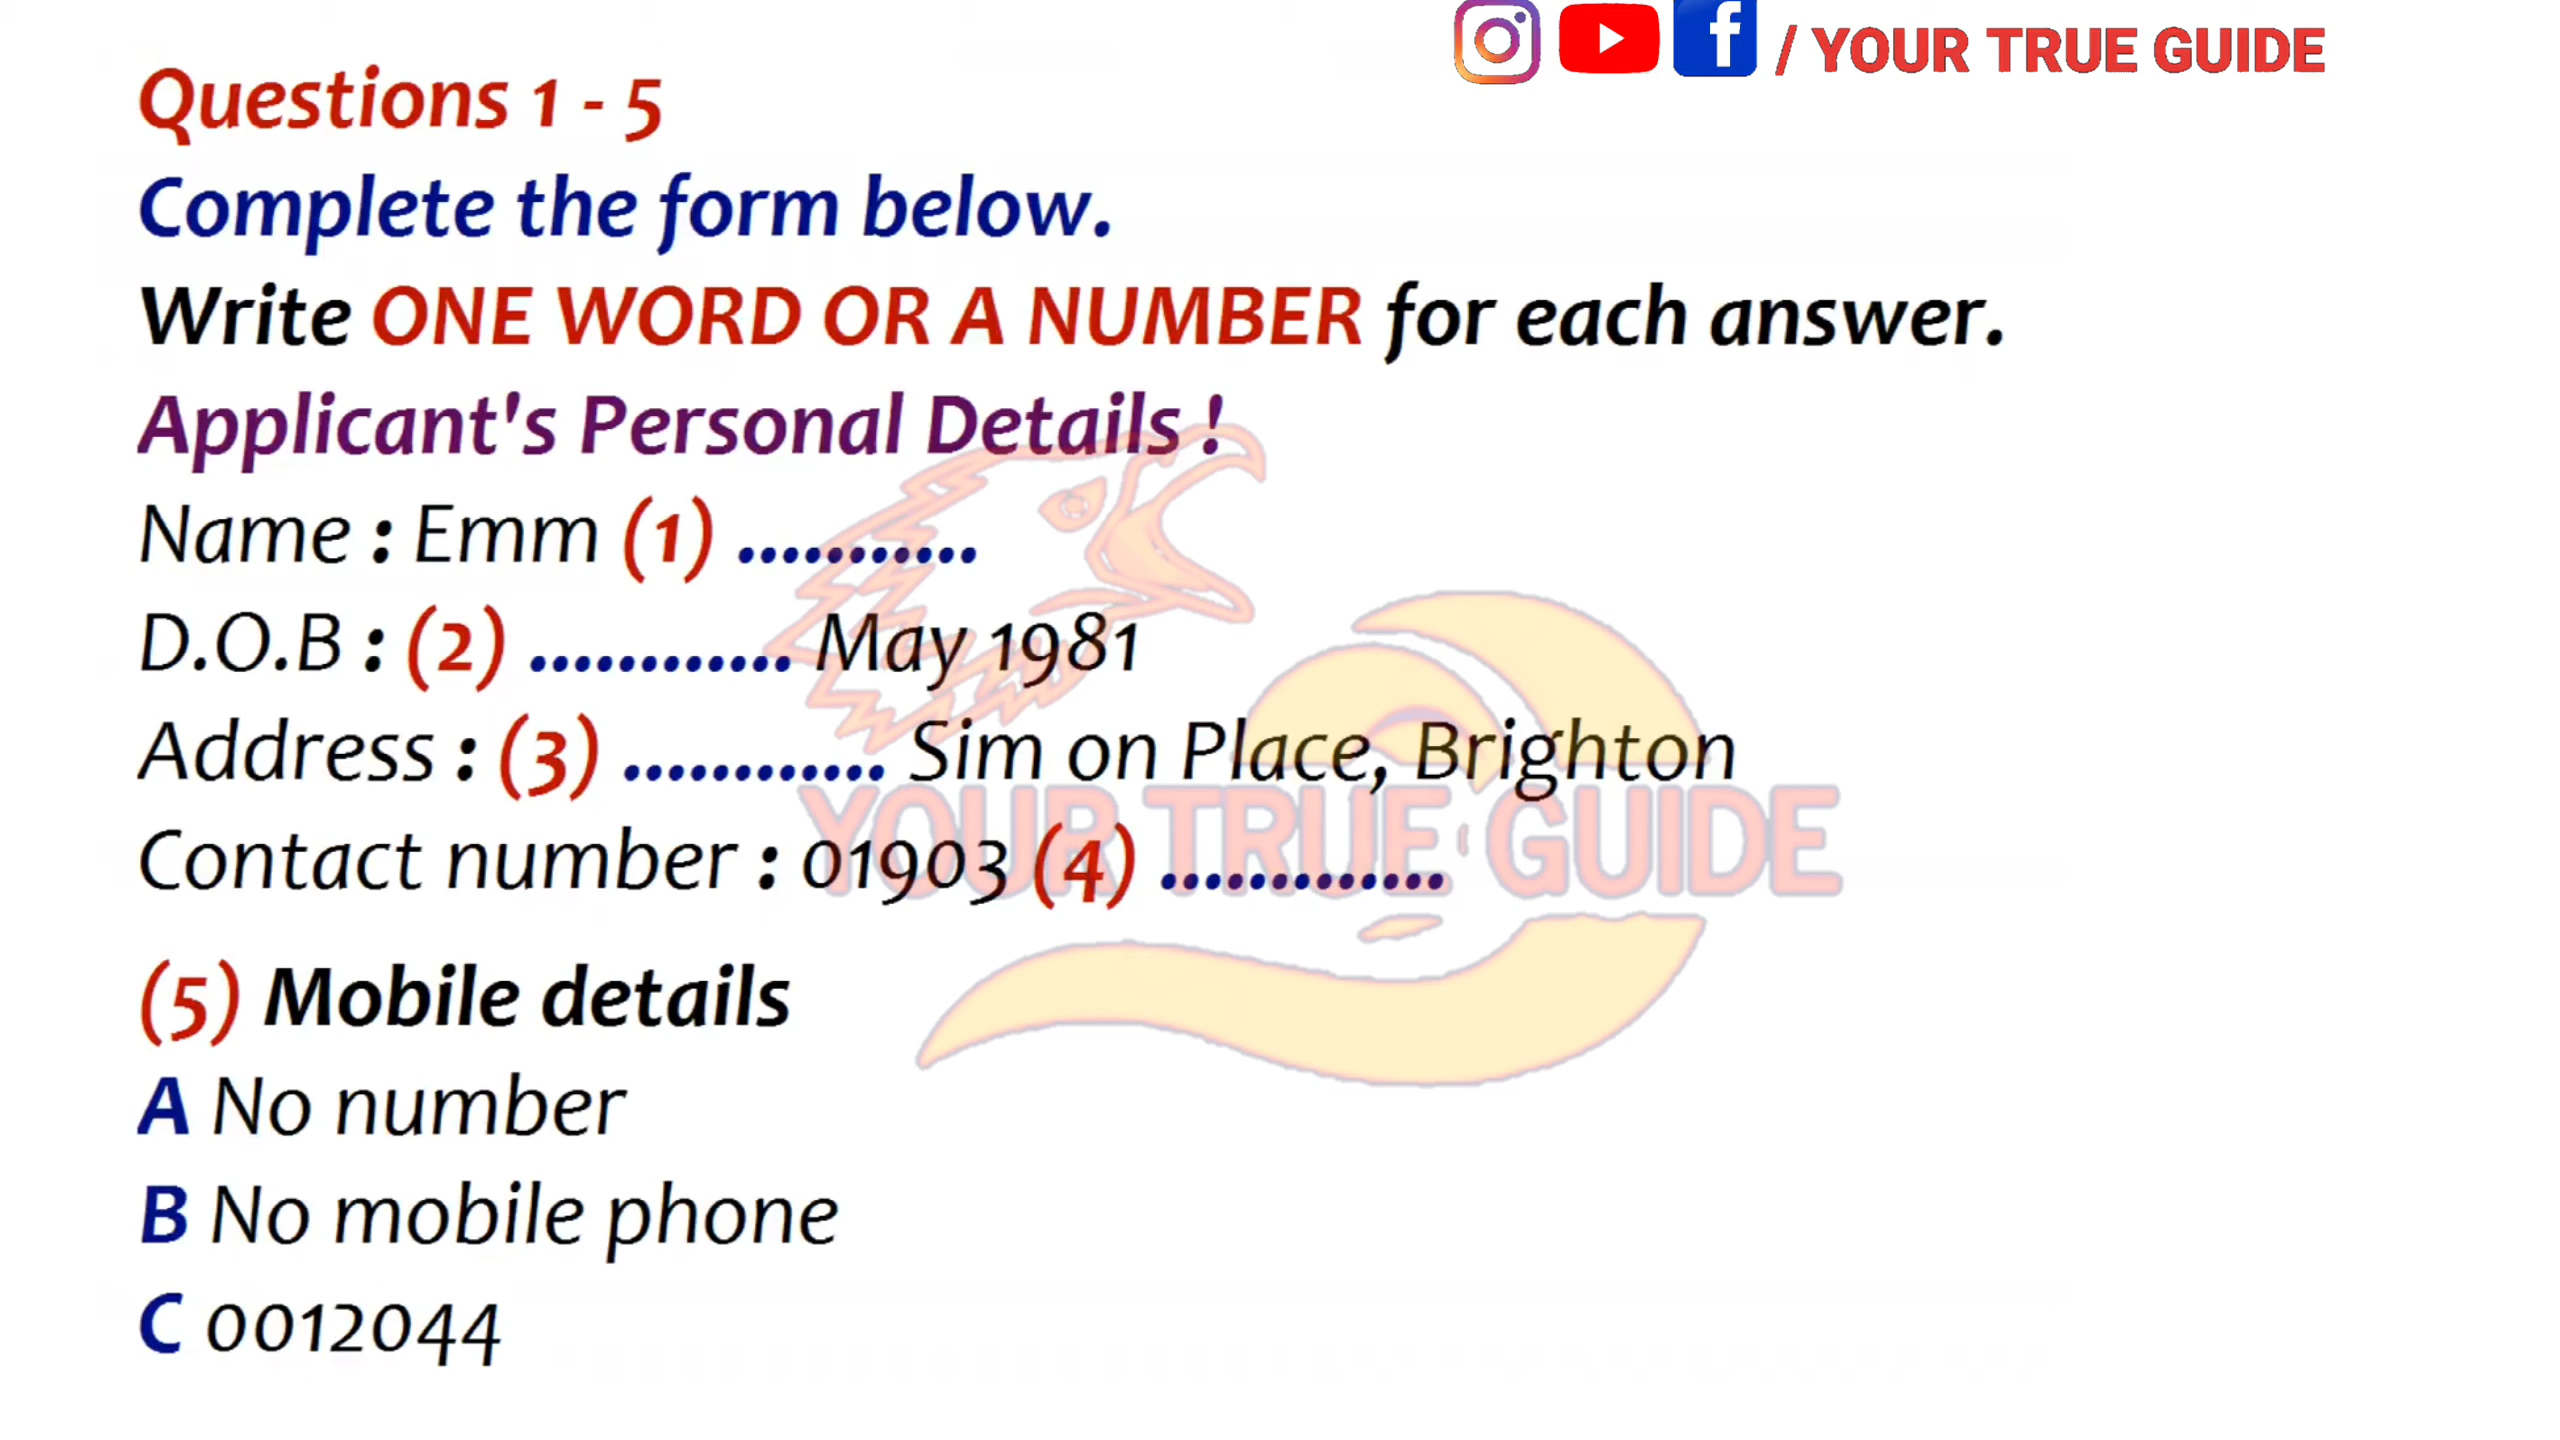 / YOUR TRUE GUIDE
Questions 1 - 5
Complete the form below.
Write ONE WORD OR A NUMBER for each answer.
Applicant's Personal Details !
Name : Emm (1) ...........
D.O.B : (2) ............ May 1981
Address : (3) ............ Sim on Place, Brighton
YOUR TRUE GUIDE
Contact number : 01903 (4) .............
(5) Mobile details
A No number
B No mobile phone
C 0012044